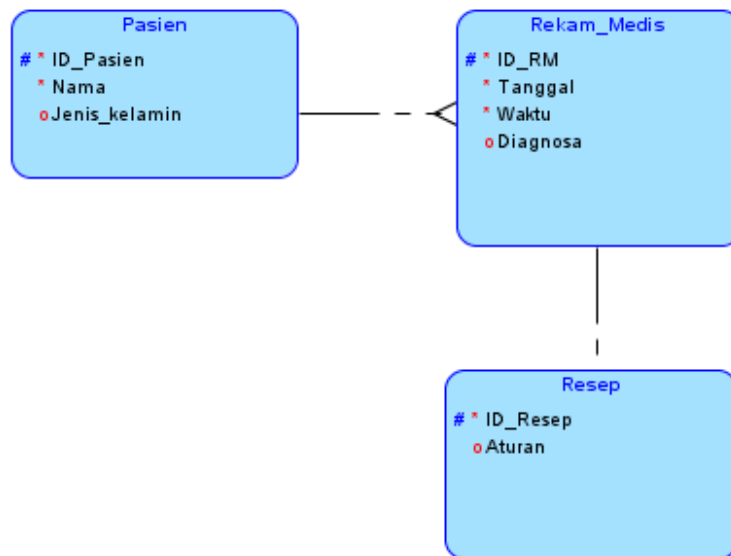 Pasien
# * ID_Pasien
* Nama
o Jenis_kelamin
Rekam_Medis
# * ID_RM
* Tanggal
* Waktu
o Diagnosa
Resep
# * ID_Resep
o Aturan